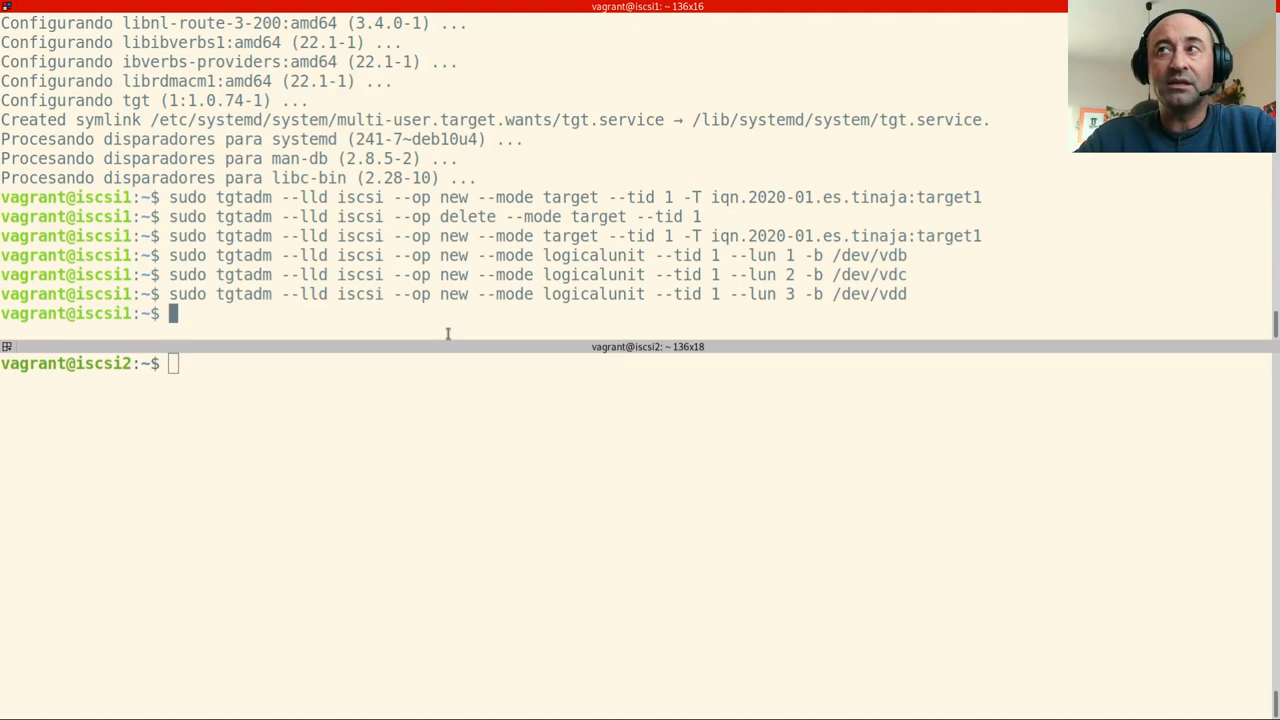 vagrant@iscsi1: ~ 136x16
Configurando libnl-route-3-200:amd64 (3.4.0-1) ...
Configurando libibverbs1:amd64 (22.1-1) ...
Configurando ibverbs-providers:amd64 (22.1-1) ...
Configurando librdmacm1:amd64 (22.1-1) ...
Configurando tgt (1:1.0.74-1) ...
Created symlink /etc/systemd/system/multi-user.target.wants/tgt.service → /lib/systemd/system/tgt.service.
Procesando disparadores para systemd (241-7~deb10u4) ...
Procesando disparadores para man-db (2.8.5-2) ...
Procesando disparadores para libc-bin (2.28-10) ...
vagrant@iscsi1:~$ sudo tgtadm --lld iscsi --op new --mode target --tid 1 -T iqn.2020-01.es.tinaja:target1
vagrant@iscsi1:~$ sudo tgtadm --lld iscsi --op delete --mode target --tid 1
vagrant@iscsi1:~$ sudo tgtadm --lld iscsi --op new --mode target --tid 1 -T iqn.2020-01.es.tinaja:target1
vagrant@iscsi1:~$ sudo tgtadm --lld iscsi --op new --mode logicalunit --tid 1 --lun 1 -b /dev/vdb
vagrant@iscsi1:~$ sudo tgtadm --lld iscsi --op new --mode logicalunit --tid 1 --lun 2 -b /dev/vdc
vagrant@iscsi1:~$ sudo tgtadm --lld iscsi --op new --mode logicalunit --tid 1 --lun 3 -b /dev/vdd
vagrant@iscsi1:~$
vagrant@iscsi2: ~ 136x18
vagrant@iscsi2:~$